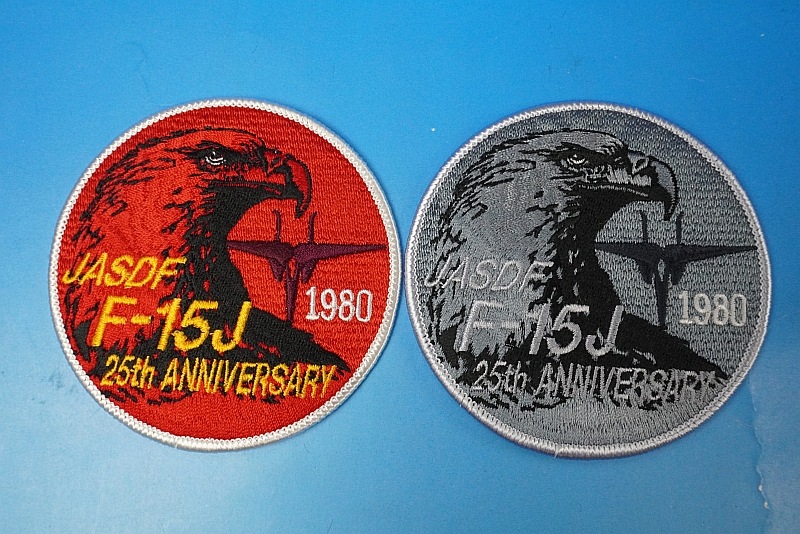 JASDF
F-15J
1980
25th ANNIVERSARY
JASDF
F-15J
1980
25th ANNIVERSARY